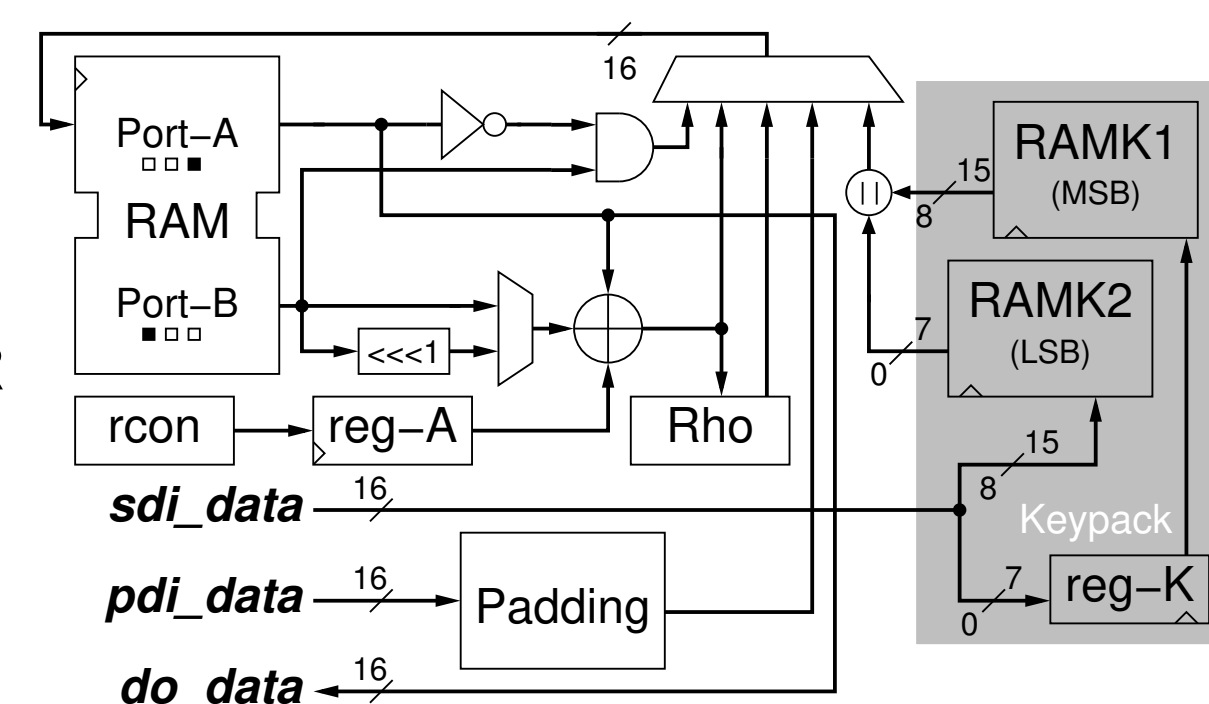 16
Port–A
RAM
Port–B
<<<1
rcon
reg–A
Rho
RAMK1
(MSB)
15
8
||
RAMK2
(LSB)
7
0
sdi_data
16
15
8
Keypack
pdi_data
16
Padding
7
0
reg–K
do_data
16